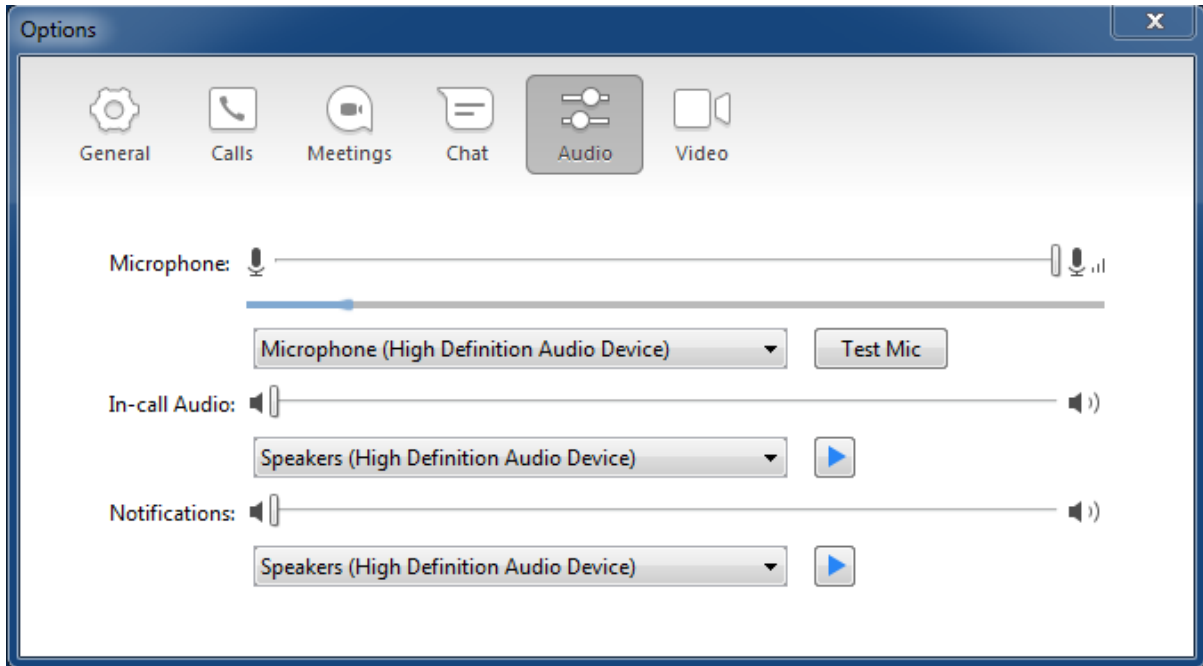 Options
General Calls Meetings Chat Audio Video
Microphone:
Microphone (High Definition Audio Device) Test Mic
In-call Audio:
Speakers (High Definition Audio Device)
Notifications:
Speakers (High Definition Audio Device)